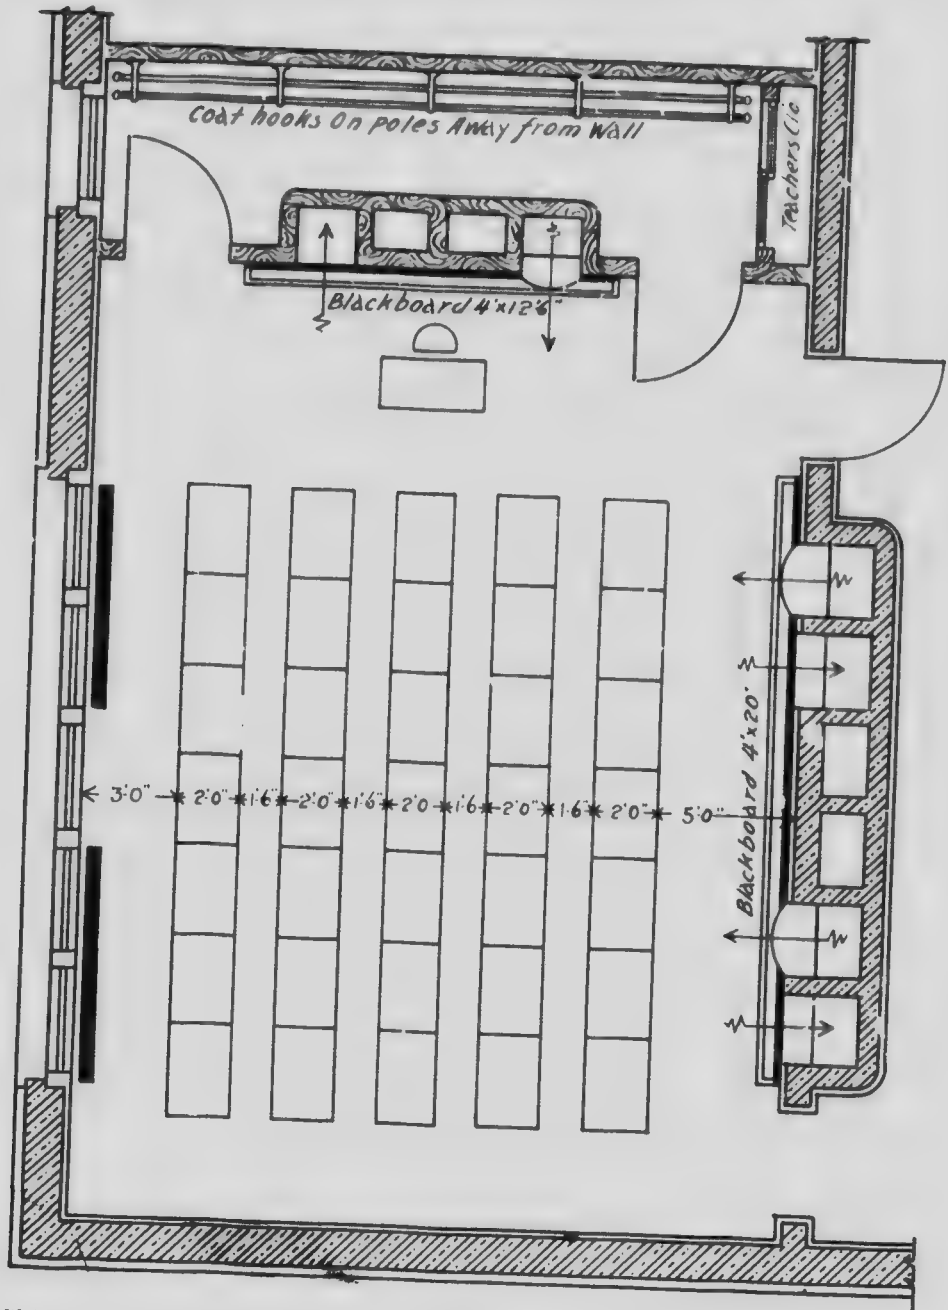 Coat hooks On poles Away from Wall
Teachers Clo
Blackboard 4'x12'6"
3'0" 2'0" 1'6" 2'0" 1'6" 2'0 1'6 2'0" 1'6" 2'0" 5'0"
Blackboard 4'x20'